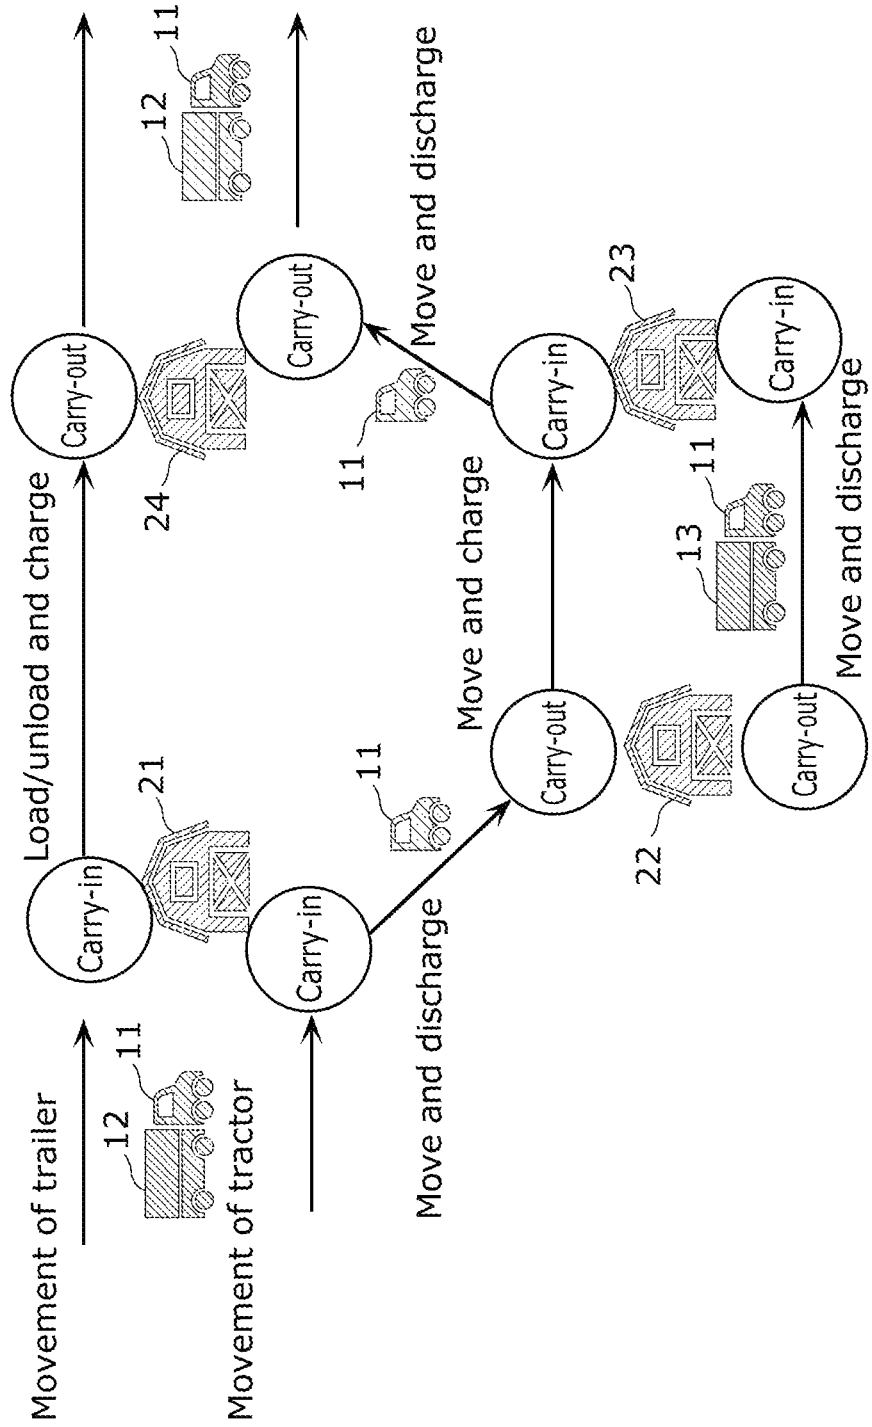 Movement of trailer
Load/unload and charge
Carry-in
Carry-out
12
11
21
24
12
11
Movement of tractor
Carry-in
Carry-out
11
11
Move and discharge
Move and discharge
Move and charge
Carry-out
Carry-in
22
23
13
11
Carry-out
Carry-in
Move and discharge